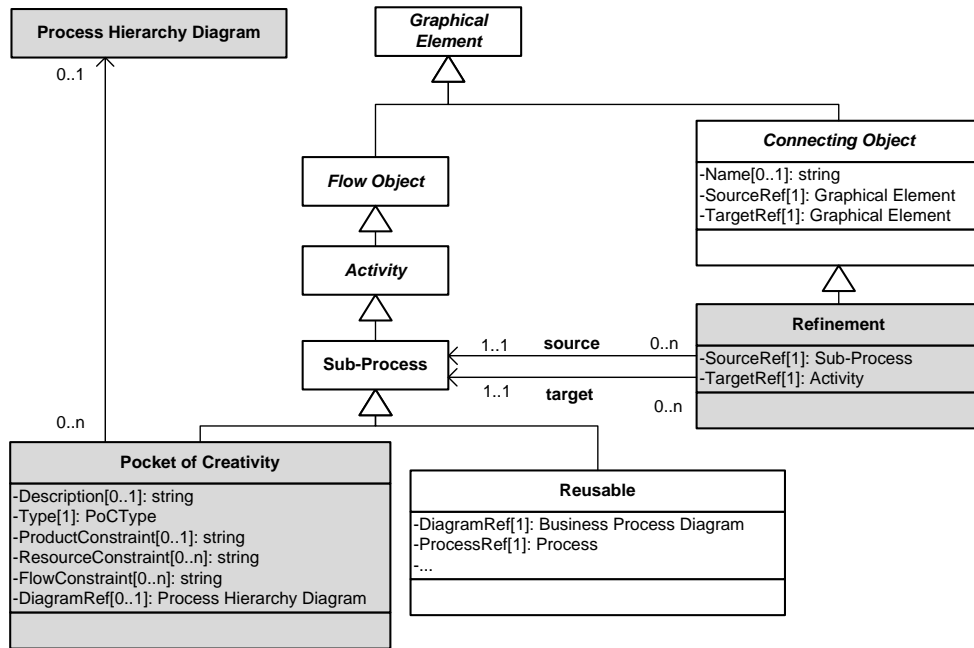 Process Hierarchy Diagram
0..1
Graphical
Element
Flow Object
Connecting Object
-Name[0..1]: string
-SourceRef[1]: Graphical Element
-TargetRef[1]: Graphical Element
Activity
Sub-Process
1..1
source
0..n
1..1
target
0..n
Refinement
-SourceRef[1]: Sub-Process
-TargetRef[1]: Activity
0..n
Pocket of Creativity
-Description[0..1]: string
-Type[1]: PoCType
-ProductConstraint[0..1]: string
-ResourceConstraint[0..n]: string
-FlowConstraint[0..n]: string
-DiagramRef[0..1]: Process Hierarchy Diagram
Reusable
-DiagramRef[1]: Business Process Diagram
-ProcessRef[1]: Process
-...